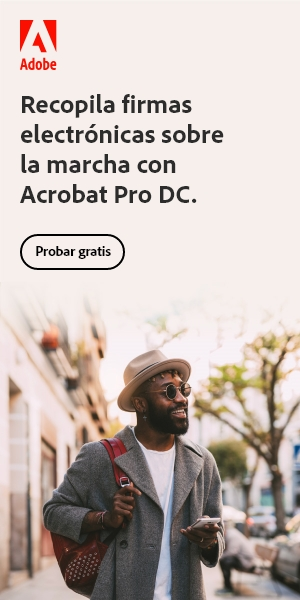 Adobe
Recopila firmas
electrónicas sobre
la marcha con
Acrobat Pro DC.
Probar gratis